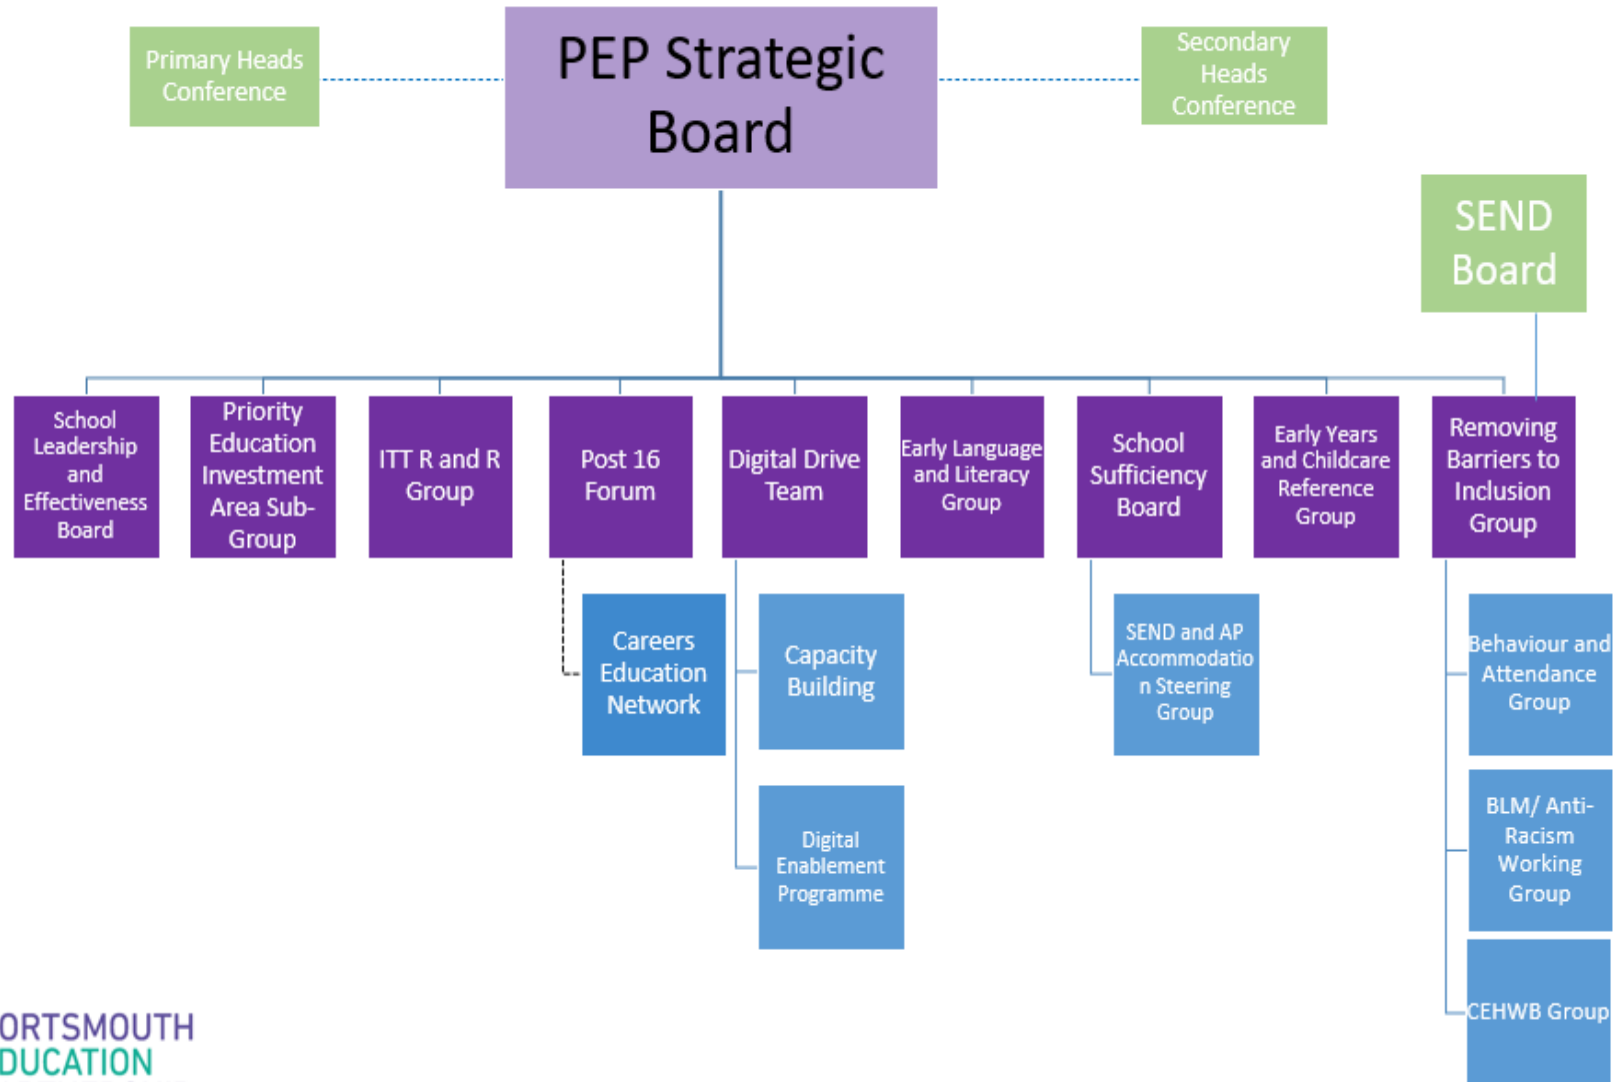 Primary Heads
Conference
PEP Strategic
Board
Secondary
Heads
Conference
SEND
Board
School
Leadership
and
Effectiveness
Board
Priority
Education
Investment
Area Sub-
Group
ITT R and R
Group
Post 16
Forum
Digital Drive
Team
Early Language
and Literacy
Group
School
Sufficiency
Board
Early Years
and Childcare
Reference
Group
Removing
Barriers to
Inclusion
Group
Careers
Education
Network
Capacity
Building
Digital
Enablement
Programme
SEND and AP
Accommodatio
n Steering
Group
Behaviour and
Attendance
Group
BLM/ Anti-
Racism
Working
Group
CEHWB Group
ORTSMOUTH
DUCATION